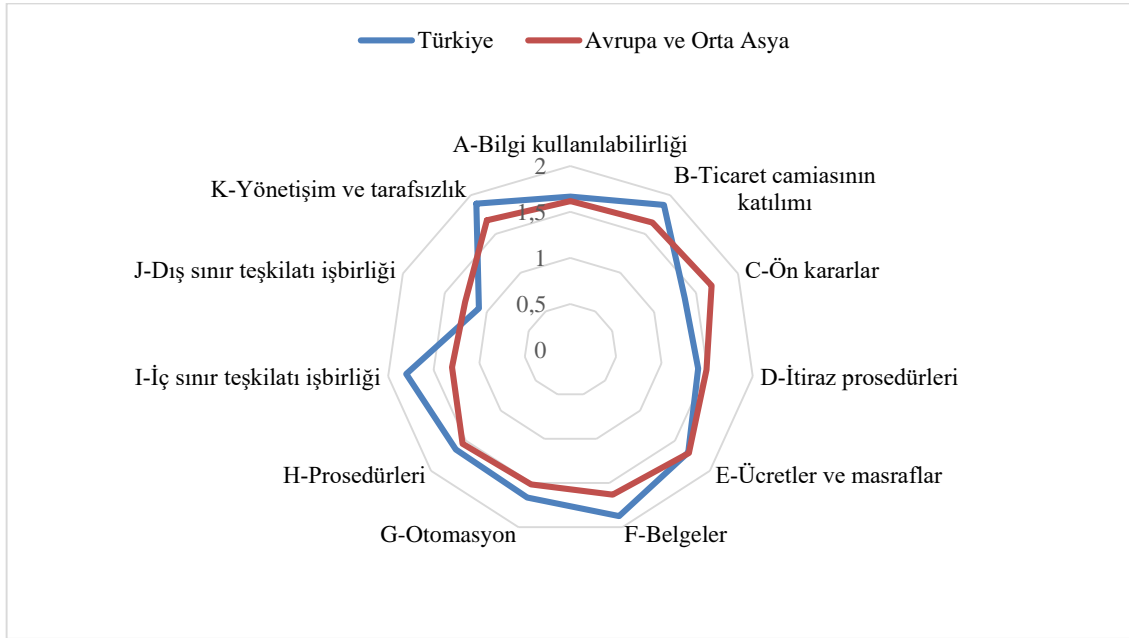 Türkiye
Avrupa ve Orta Asya
A-Bilgi kullanılabilirliği
B-Ticaret camiasının
katılımı
C-Ön kararlar
D-İtiraz prosedürleri
E-Ücretler ve masraflar
F-Belgeler
G-Otomasyon
H-Prosedürleri
I-İç sınır teşkilatı işbirliği
J-Dış sınır teşkilatı işbirliği
K-Yönetişim ve tarafsızlık
2
1,5
1
0,5
0